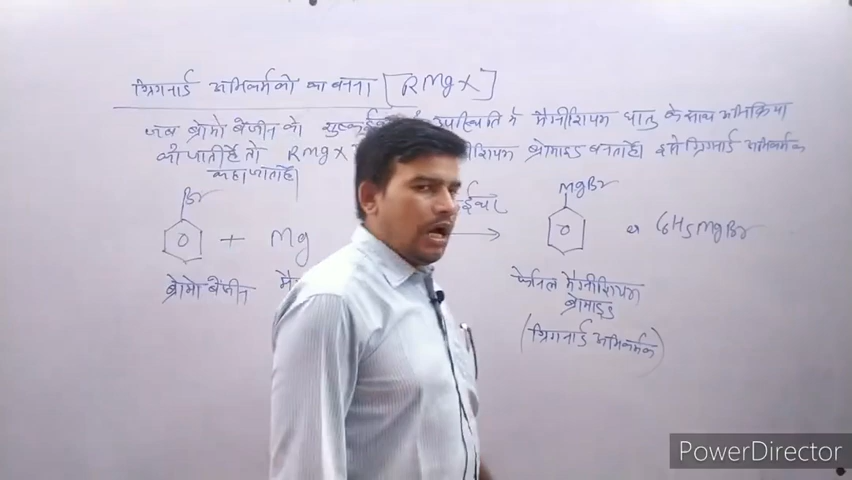 ग्रिगनार्ड अभिकर्मको का बनना [RMgX]
जब ब्रोमो बेंजीन को शुष्क ईथर की उपस्थिति में मैग्नीशियम धातु के साथ अभिक्रिया
की जाती है तो RMgX ब्रोमाइड बनता है। इसे ग्रिगनार्ड अभिकर्मक
कहा जाता है।
Br
MgBr
ईथर
+ Mg → or C6H5MgBr
ब्रोमो बेंजीन
फेनिल मैग्नीशियम
ब्रोमाइड
(ग्रिगनार्ड अभिकर्मक)
PowerDirector